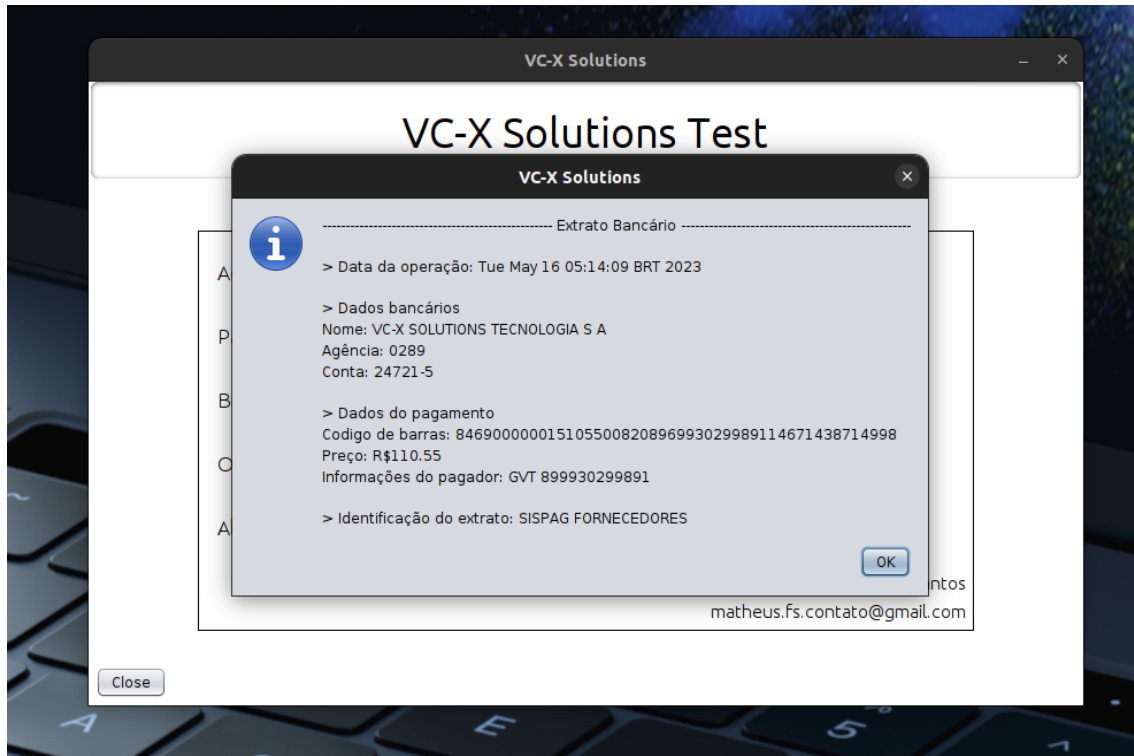 VC-X Solutions
VC-X Solutions Test
VC-X Solutions
-------------------------------------------------- Extrato Bancário --------------------------------------------------
> Data da operação: Tue May 16 05:14:09 BRT 2023
> Dados bancários
Nome: VC-X SOLUTIONS TECNOLOGIA S A
Agência: 0289
Conta: 24721-5
> Dados do pagamento
Codigo de barras: 846900000015105500820896993029989114671438714998
Preço: R$110.55
Informações do pagador: GVT 899930299891
> Identificação do extrato: SISPAG FORNECEDORES
OK
matheus.fs.contato@gmail.com
Close
A
E
5